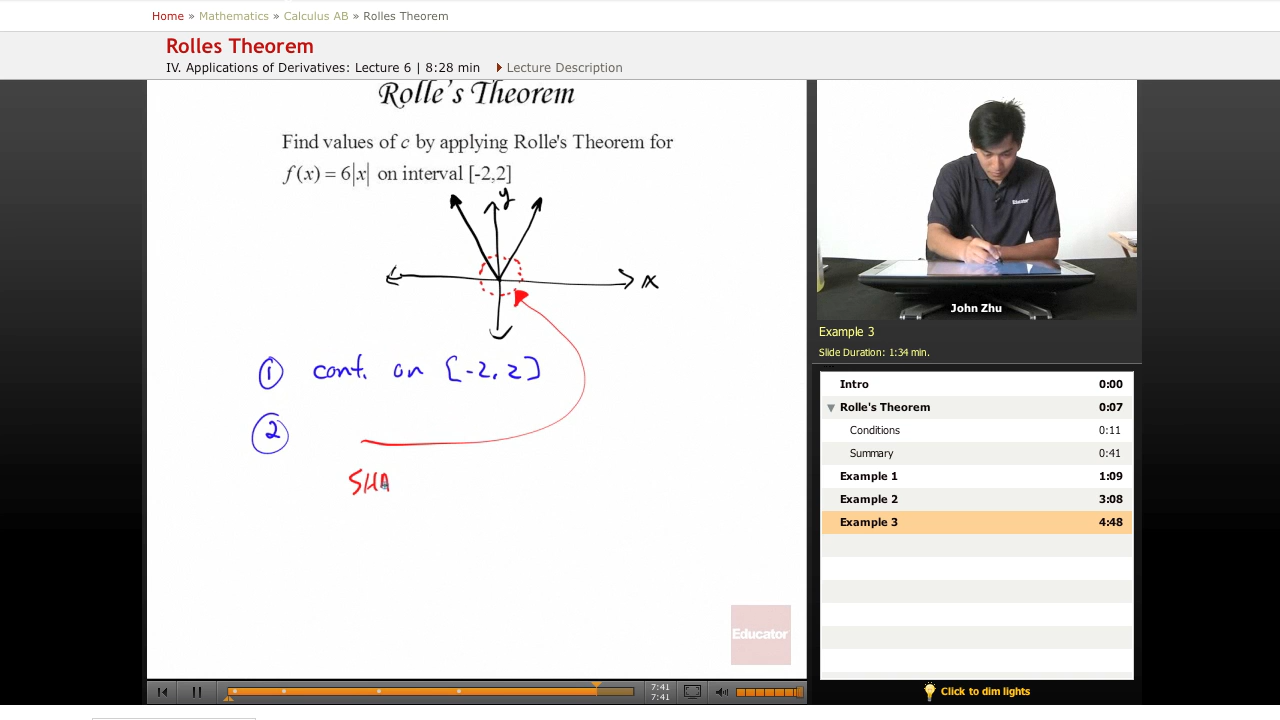 Home » Mathematics » Calculus AB » Rolles Theorem
Rolles Theorem
IV. Applications of Derivatives: Lecture 6 | 8:28 min Lecture Description
Rolle's Theorem
Find values of c by applying Rolle's Theorem for
f(x) = 6|x| on interval [-2,2]
y
x
① cont. on [-2, 2]
②
SHA
Educator
Educator
John Zhu
Example 3
Slide Duration: 1:34 min.
Intro 0:00
Rolle's Theorem 0:07
Conditions 0:11
Summary 0:41
Example 1 1:09
Example 2 3:08
Example 3 4:48
7:41
7:41
Click to dim lights